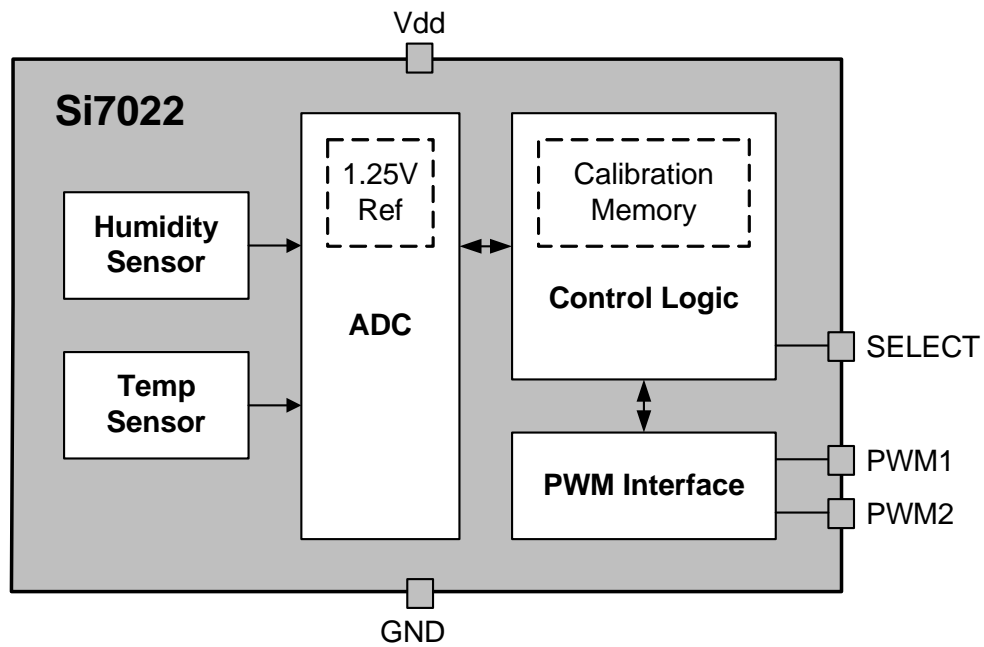 Vdd
Si7022
1.25V
Ref
Calibration
Memory
Humidity
Sensor
Control Logic
ADC
SELECT
Temp
Sensor
PWM Interface
PWM1
PWM2
GND